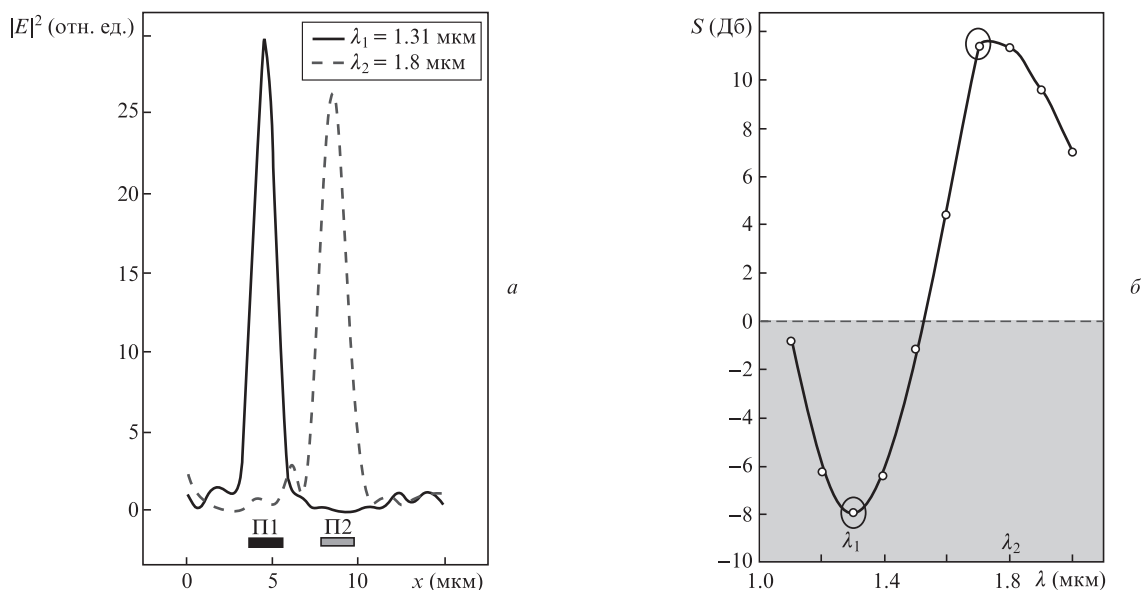 |E|² (отн. ед.)
λ₁ = 1.31 мкм
λ₂ = 1.8 мкм
25
20
15
10
5
0
П1
П2
0
5
10
x (мкм)
а
S (Дб)
10
8
6
4
2
0
−2
−4
−6
−8
−10
λ₁
λ₂
1.0
1.4
1.8
λ (мкм)
б